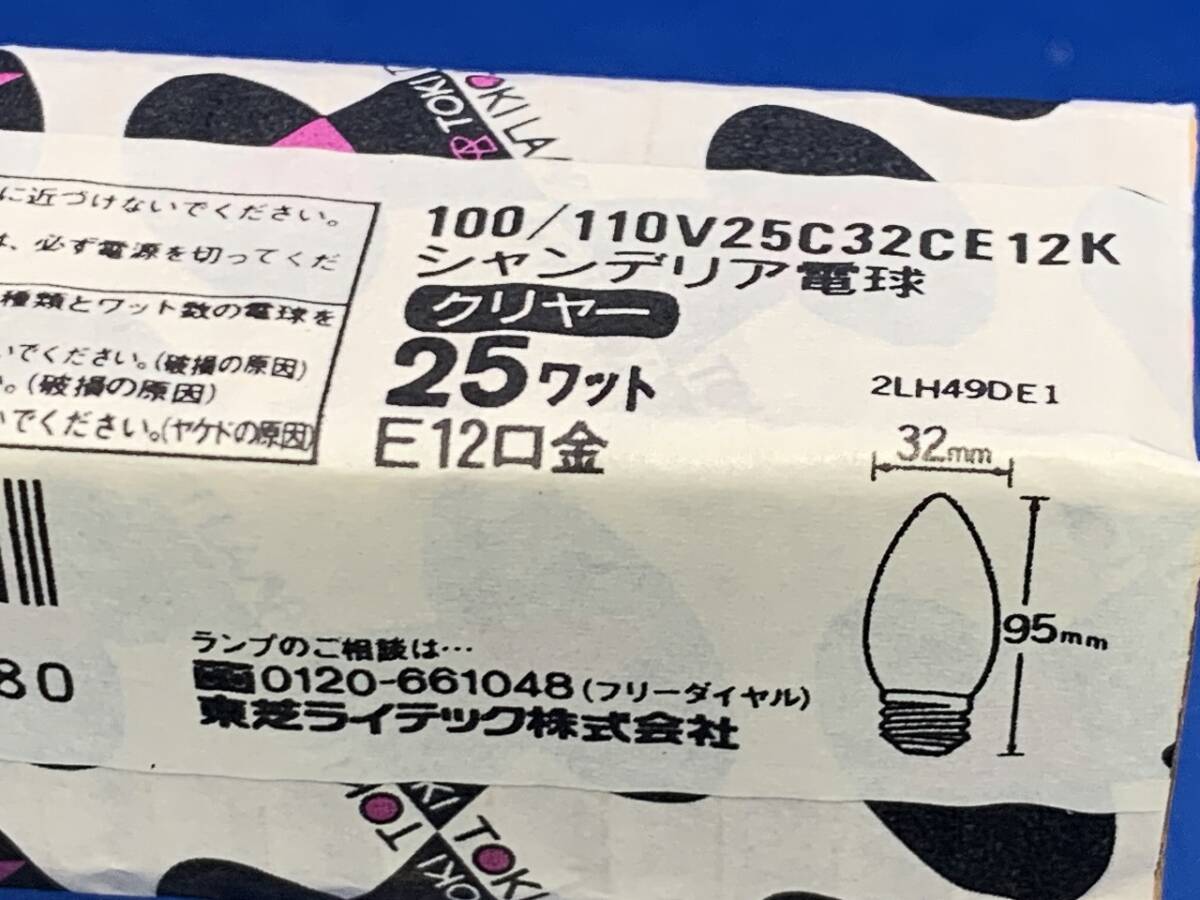 TOKI LA
TOKI
に近づけないでください。
は、必ず電源を切ってくだ
種類とワット数の電球を
いでください。(破損の原因)
い。(破損の原因)
いでください。(ヤケドの原因)
100/110V25C32CE12K
シャンデリア電球
クリヤー
25ワット
E12口金
2LH49DE1
32mm
95mm
80
ランプのご相談は…
0120-661048(フリーダイヤル)
東芝ライテック株式会社
TOKI
TOKI